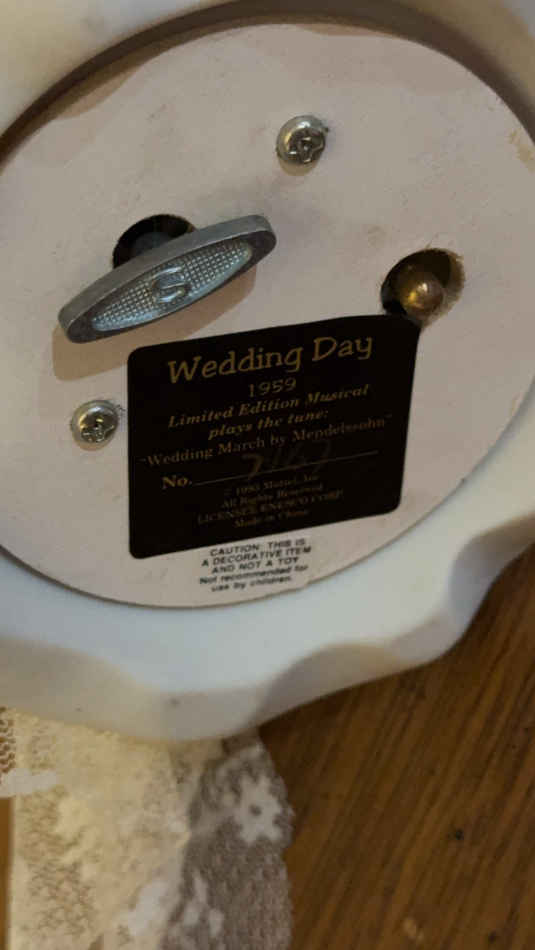 S
Wedding Day
1959
Limited Edition Musical
plays the tune:
"Wedding March by Mendelssohn"
No.
© 1995 Mattel, Inc
All Rights Reserved
LICENSEE ENESCO CORP
Made in China
CAUTION: THIS IS
A DECORATIVE ITEM
AND NOT A TOY
Not recommended for
use by children.